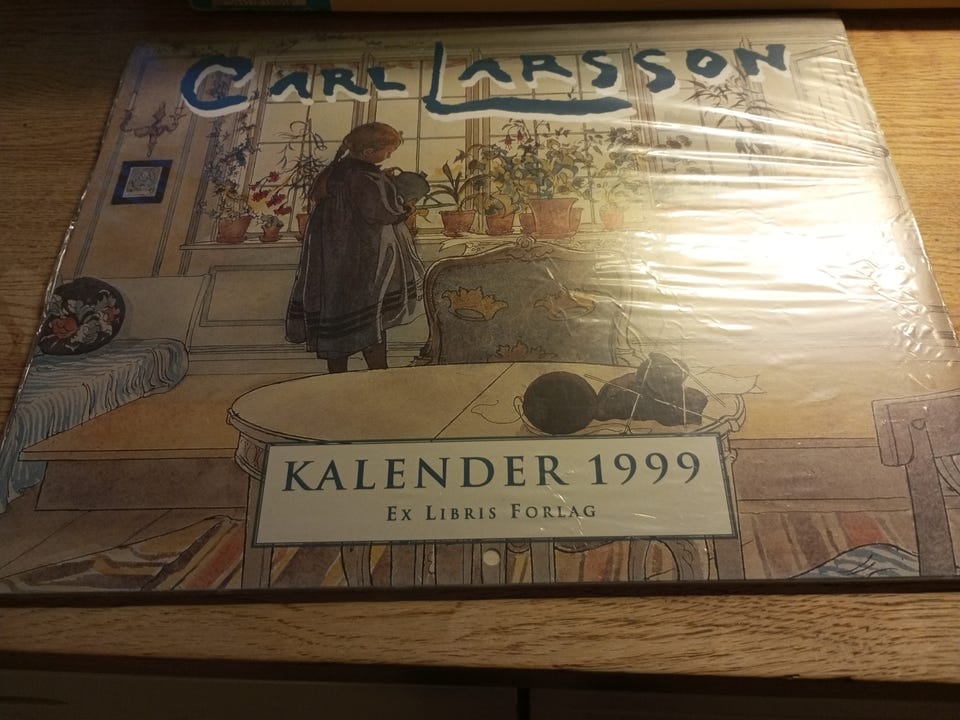 CARL LARSSON
KALENDER 1999
EX LIBRIS FORLAG